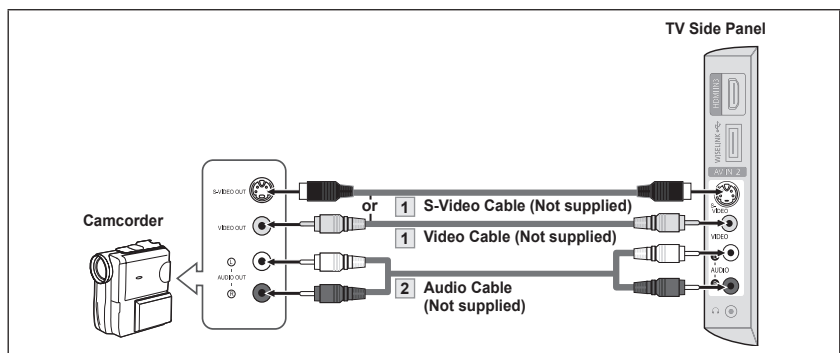 TV Side Panel
HDMI IN 3
WISELINK
AV IN 2
S-VIDEO OUT
S-VIDEO
or
1 S-Video Cable (Not supplied)
Camcorder
VIDEO OUT
1 Video Cable (Not supplied)
VIDEO
L
AUDIO OUT
R
AUDIO
2 Audio Cable
(Not supplied)